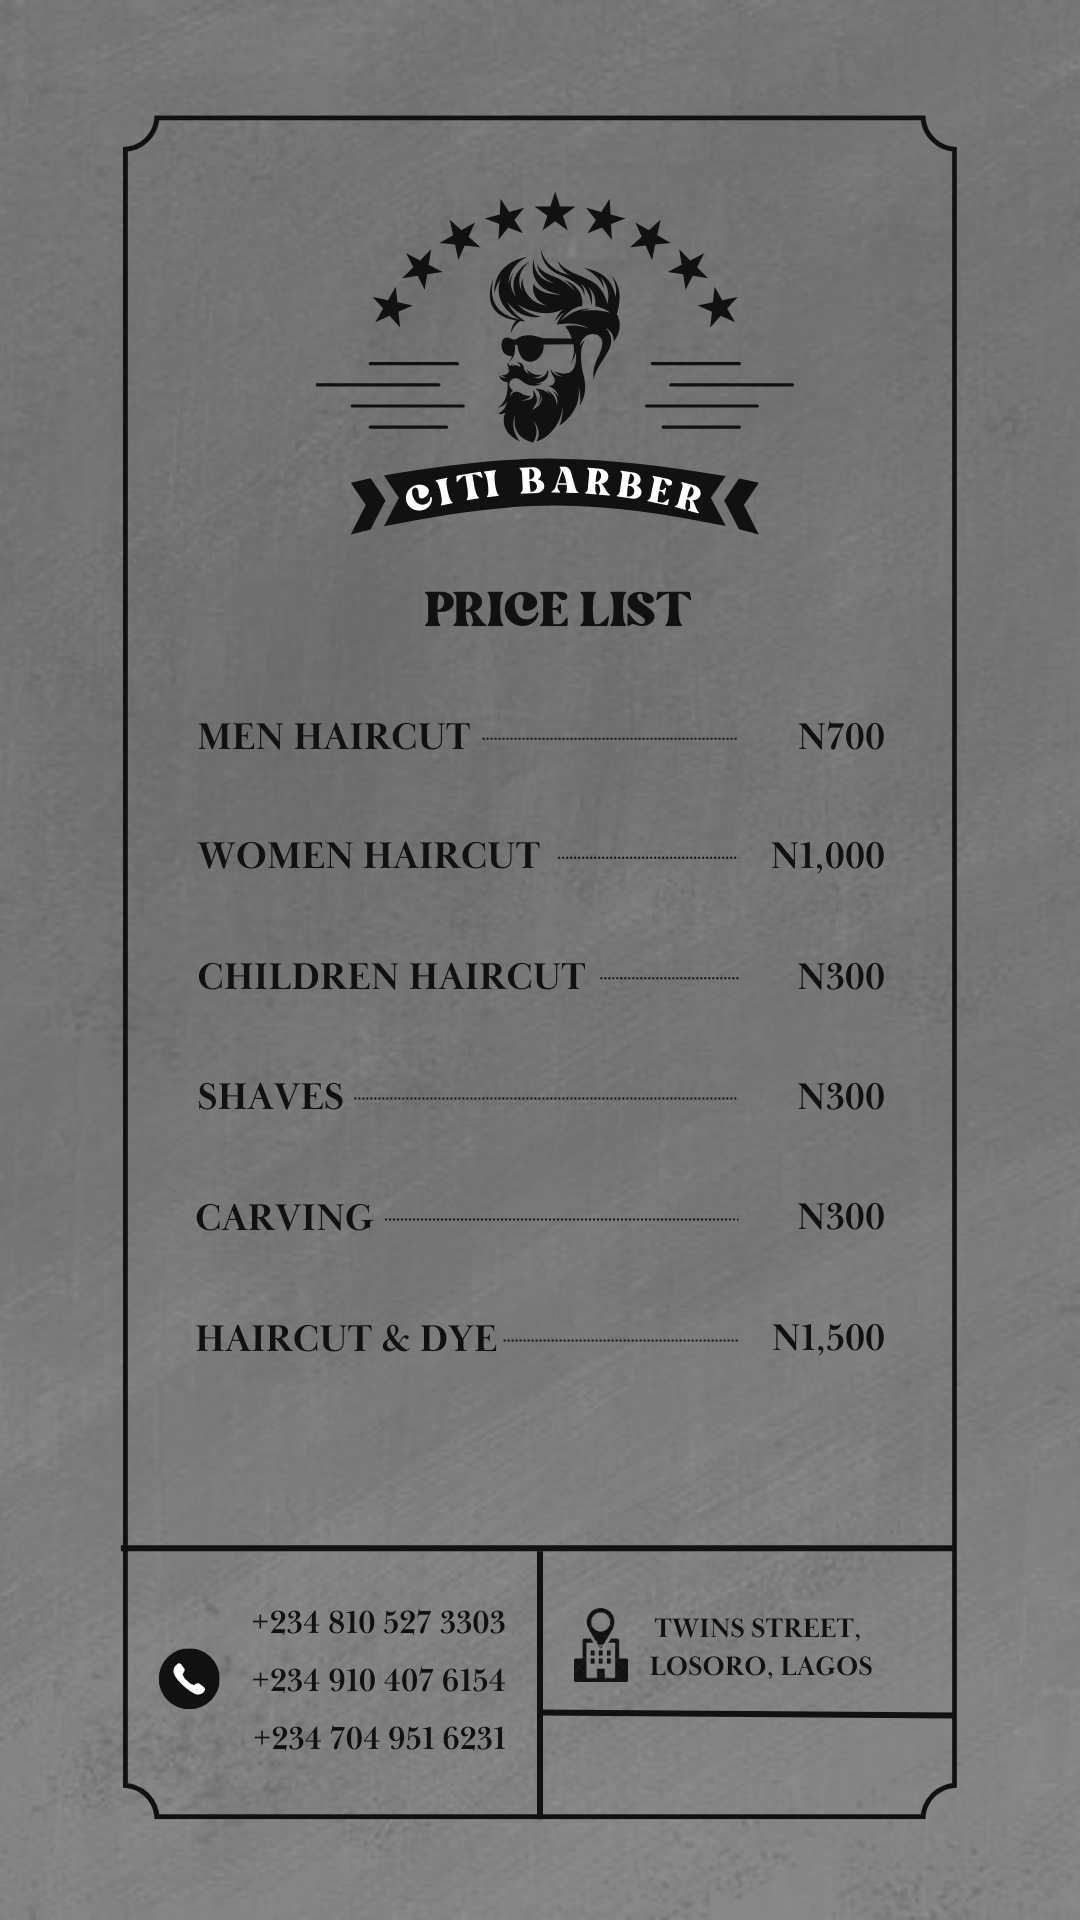 CITI BARBER
PRICE LIST
MEN HAIRCUT N700
WOMEN HAIRCUT N1,000
CHILDREN HAIRCUT N300
SHAVES N300
CARVING N300
HAIRCUT & DYE N1,500
+234 810 527 3303
+234 910 407 6154
+234 704 951 6231
TWINS STREET,
LOSORO, LAGOS